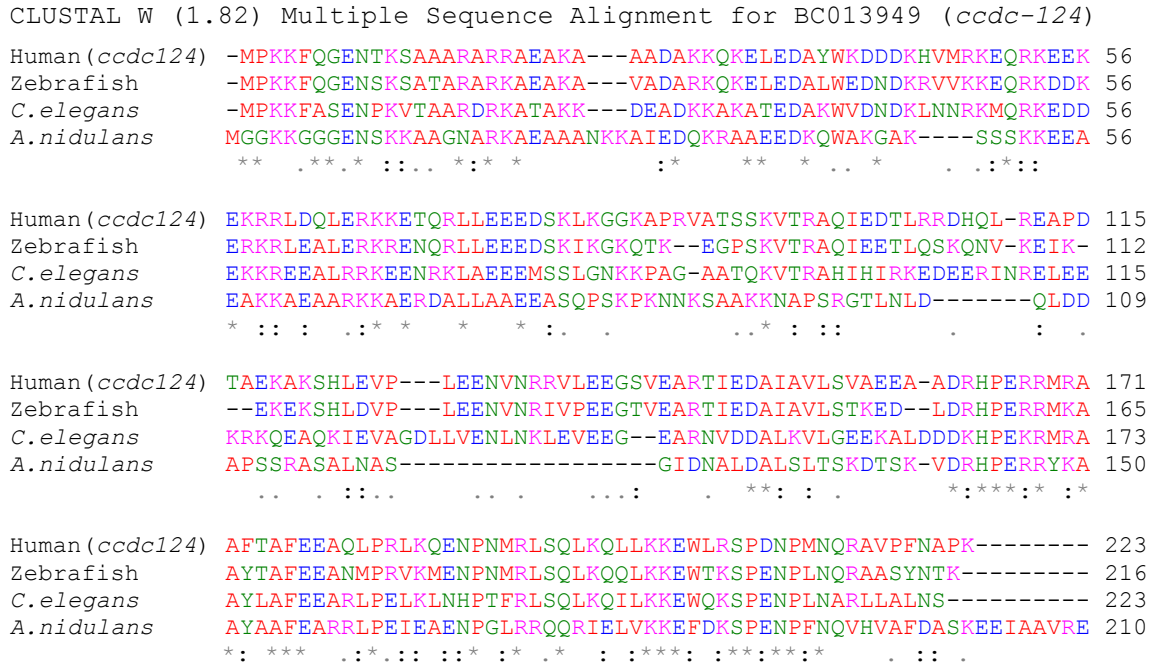 CLUSTAL W (1.82) Multiple Sequence Alignment for BC013949 (ccdc-124)
Human(ccdc124) -MPKKFQGENTKSAAARARRAEAKA---AADAKKQKELEDAYWKDDDKHVMRKEQRKEEK 56
Zebrafish -MPKKFQGENSKSATARARKAEAKA---VADARKQKELEDALWEDNDKRVVKKEQRKDDK 56
C.elegans -MPKKFASENPKVTAARDRKATAKK---DEADKKAKATEDAKWVDNDKLNNRKMQRKEDD 56
A.nidulans MGGKKGGGENSKKAAGNARKAEAAANKKAIEDQKRAAEEDKQWAKGAK----SSSKKEEA 56
** .**.* ::.. *:* * :* ** * .. * .:*::
Human(ccdc124) EKRRLDQLERKKETQRLLEEEDSKLKGGKAPRVATSSKVTRAQIEDTLRRDHQL-REAPD 115
Zebrafish ERKRLEALERKRENQRLLEEEDSKIKGKQTK--EGPSKVTRAQIEETLQSKQNV-KEIK- 112
C.elegans EKKREEALRRKEENRKLAEEEMSSLGNKKPAG-AATQKVTRAHIHIRKEDEERINRELEE 115
A.nidulans EAKKAEAARKKAERDALLAAEEASQPSKPKNNKSAAKKNAPSRGTLNLD-------QLDD 109
* :: : .:* * * * :. . ..* : :: . : .
Human(ccdc124) TAEKAKSHLEVP---LEENVNRRVLEEGSVEARTIEDAIAVLSVAEEA-ADRHPERRMRA 171
Zebrafish --EKEKSHLDVP---LEENVNRIVPEEGTVEARTIEDAIAVLSTKED--LDRHPERRMKA 165
C.elegans KRKQEAQKIEVAGDLLVENLNKLEVEEG--EARNVDDALKVLGEEKALDDDKHPEKRMRA 173
A.nidulans APSSRASALNAS------------------GIDNALDALSLTSKDTSK-VDRHPERRYKA 150
.. . ::.. .. . ...: . **: : . *:***:* :*
Human(ccdc124) AFTAFEEAQLPRLKQENPNMRLSQLKQLLKKEWLRSPDNPMNQRAVPFNAPK-------- 223
Zebrafish AYTAFEEANMPRVKMENPNMRLSQLKQQLKKEWTKSPENPLNQRAASYNTK--------- 216
C.elegans AYLAFEEARLPELKLNHPTFRLSQLKQILKKEWQKSPENPLNARLLALNS---------- 223
A.nidulans AYAAFEARRLPEIEAENPGLRRQQRIELVKKEFDKSPENPFNQVHVAFDASKEEIAAVRE 210
*: *** .:*.:: ::* :* .* : :***: :**:**:* . :: .